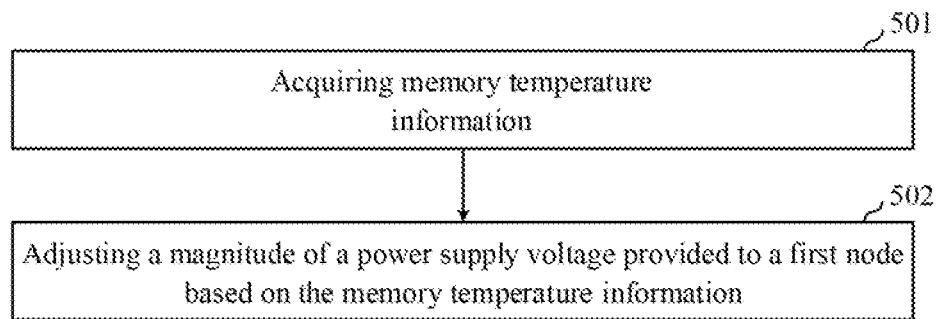 501
Acquiring memory temperature
information
502
Adjusting a magnitude of a power supply voltage provided to a first node
based on the memory temperature information